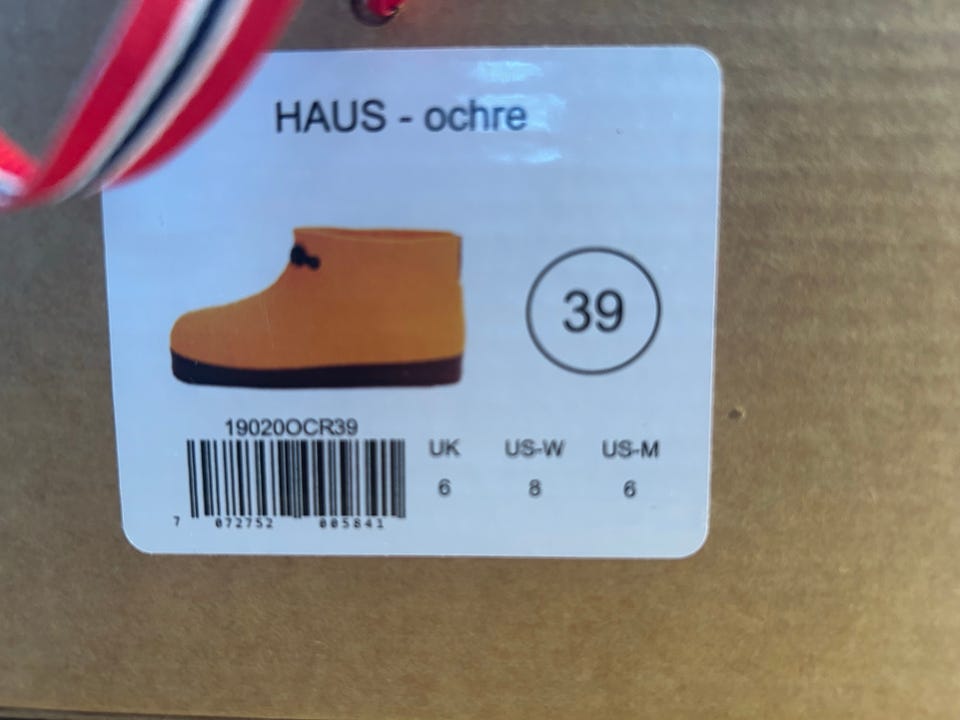 HAUS - ochre
39
19020OCR39
UK US-W US-M
6 8 6
7 072752 005841